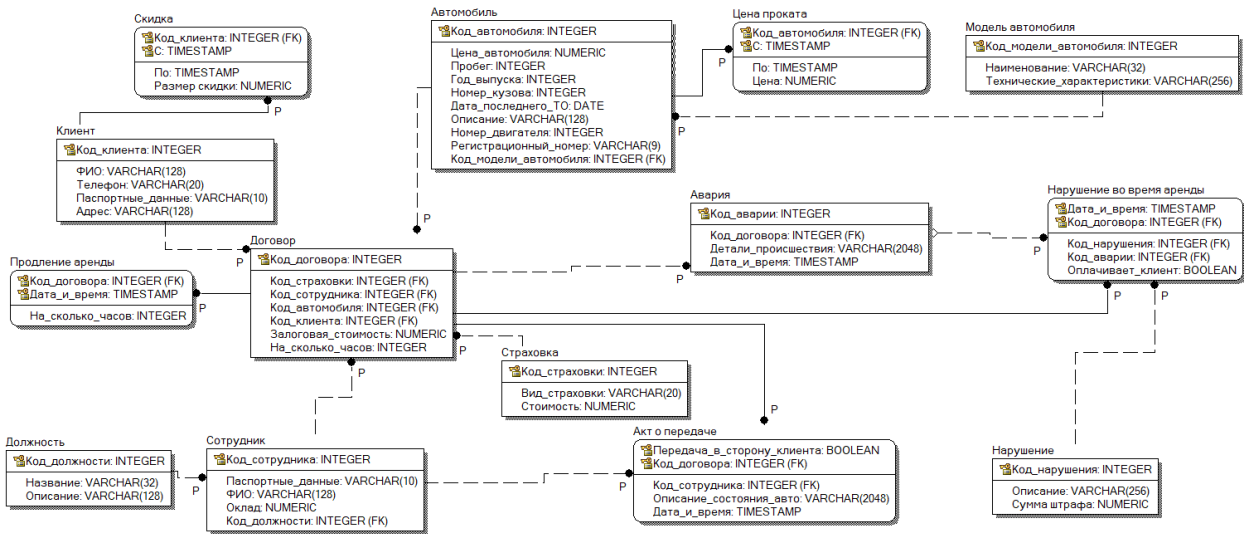 Скидка
Код_клиента: INTEGER (FK)
С: TIMESTAMP
По: TIMESTAMP
Размер скидки: NUMERIC
P
Автомобиль
Код_автомобиля: INTEGER
Цена_автомобиля: NUMERIC
Пробег: INTEGER
Год_выпуска: INTEGER
Номер_кузова: INTEGER
Дата_последнего_ТО: DATE
Описание: VARCHAR(128)
Номер_двигателя: INTEGER
Регистрационный_номер: VARCHAR(9)
Код_модели_автомобиля: INTEGER (FK)
P
Цена проката
Код_автомобиля: INTEGER (FK)
С: TIMESTAMP
По: TIMESTAMP
Цена: NUMERIC
P
Модель автомобиля
Код_модели_автомобиля: INTEGER
Наименование: VARCHAR(32)
Технические_характеристики: VARCHAR(256)
P
Клиент
Код_клиента: INTEGER
ФИО: VARCHAR(128)
Телефон: VARCHAR(20)
Паспортные_данные: VARCHAR(10)
Адрес: VARCHAR(128)
P
Авария
Код_аварии: INTEGER
Код_договора: INTEGER (FK)
Детали_происшествия: VARCHAR(2048)
Дата_и_время: TIMESTAMP
P
Нарушение во время аренды
Дата_и_время: TIMESTAMP
Код_договора: INTEGER (FK)
Код_нарушения: INTEGER (FK)
Код_аварии: INTEGER (FK)
Оплачивает_клиент: BOOLEAN
P
P
P
Договор
Код_договора: INTEGER
Код_страховки: INTEGER (FK)
Код_сотрудника: INTEGER (FK)
Код_автомобиля: INTEGER (FK)
Код_клиента: INTEGER (FK)
Залоговая_стоимость: NUMERIC
На_сколько_часов: INTEGER
P
P
P
Продление аренды
Код_договора: INTEGER (FK)
Дата_и_время: TIMESTAMP
На_сколько_часов: INTEGER
P
Страховка
Код_страховки: INTEGER
Вид_страховки: VARCHAR(20)
Стоимость: NUMERIC
Должность
Код_должности: INTEGER
Название: VARCHAR(32)
Описание: VARCHAR(128)
P
Сотрудник
Код_сотрудника: INTEGER
Паспортные_данные: VARCHAR(10)
ФИО: VARCHAR(128)
Оклад: NUMERIC
Код_должности: INTEGER (FK)
P
P
Акт о передаче
Передача_в_сторону_клиента: BOOLEAN
Код_договора: INTEGER (FK)
Код_сотрудника: INTEGER (FK)
Описание_состояния_авто: VARCHAR(2048)
Дата_и_время: TIMESTAMP
Нарушение
Код_нарушения: INTEGER
Описание: VARCHAR(256)
Сумма штрафа: NUMERIC